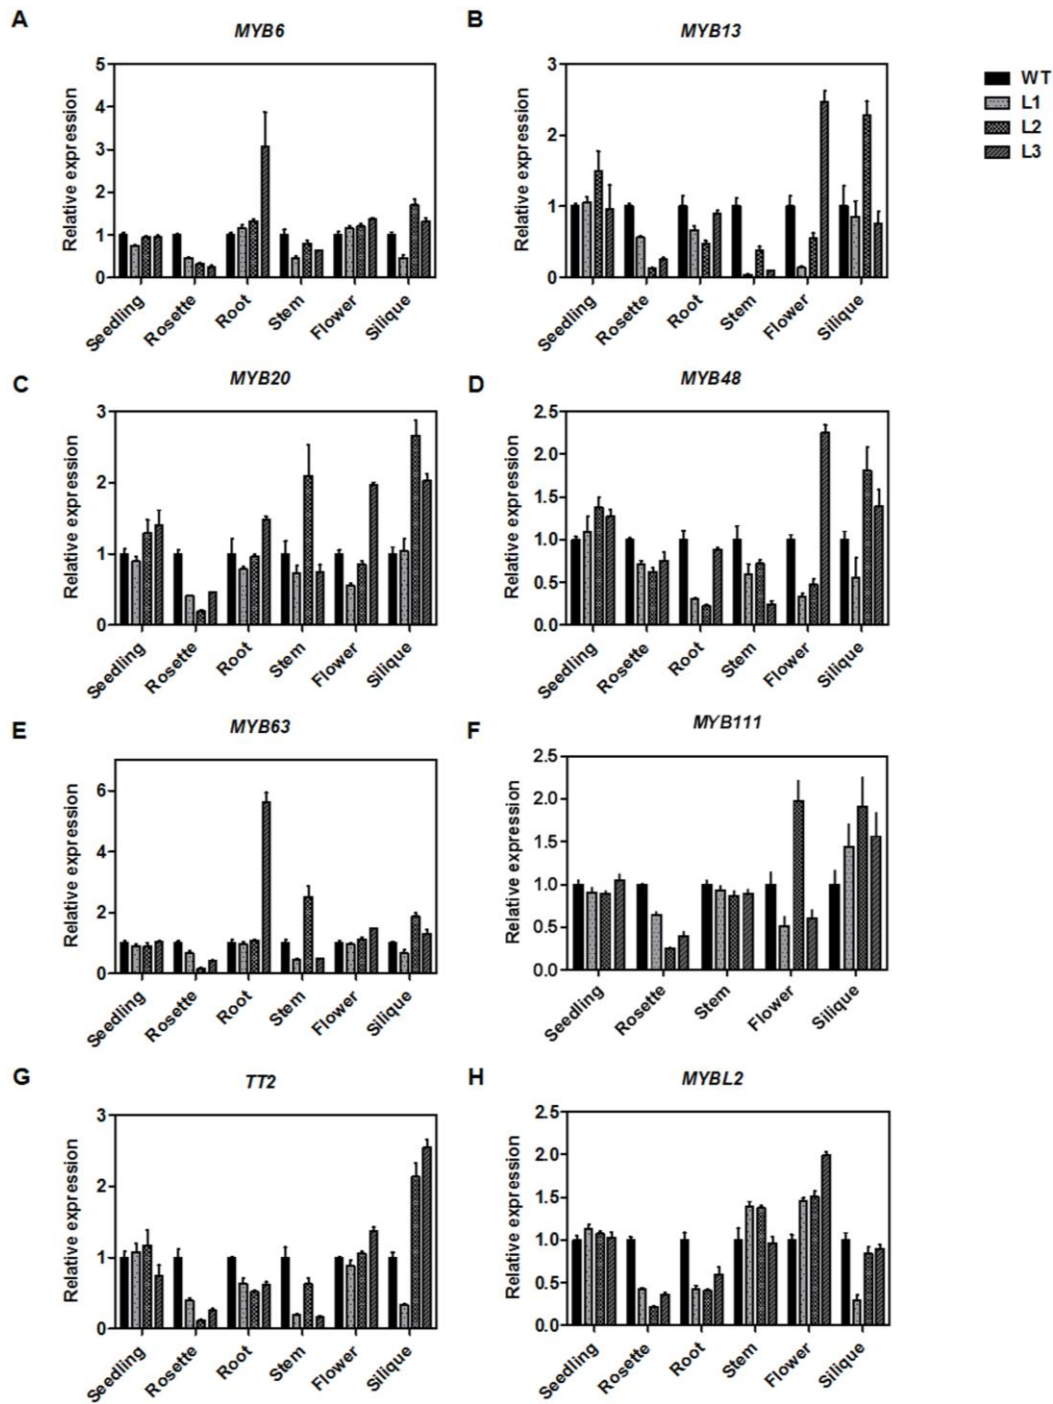 A
MYB6
Relative expression
5
4
3
2
1
0
Seedling
Rosette
Root
Stem
Flower
Silique
B
MYB13
Relative expression
3
2
1
0
Seedling
Rosette
Root
Stem
Flower
Silique
WT
L1
L2
L3
C
MYB20
Relative expression
3
2
1
0
Seedling
Rosette
Root
Stem
Flower
Silique
D
MYB48
Relative expression
2.5
2.0
1.5
1.0
0.5
0.0
Seedling
Rosette
Root
Stem
Flower
Silique
E
MYB63
Relative expression
6
4
2
0
Seedling
Rosette
Root
Stem
Flower
Silique
F
MYB111
Relative expression
2.5
2.0
1.5
1.0
0.5
0.0
Seedling
Rosette
Stem
Flower
Silique
G
TT2
Relative expression
3
2
1
0
Seedling
Rosette
Root
Stem
Flower
Silique
H
MYBL2
Relative expression
2.5
2.0
1.5
1.0
0.5
0.0
Seedling
Rosette
Root
Stem
Flower
Silique